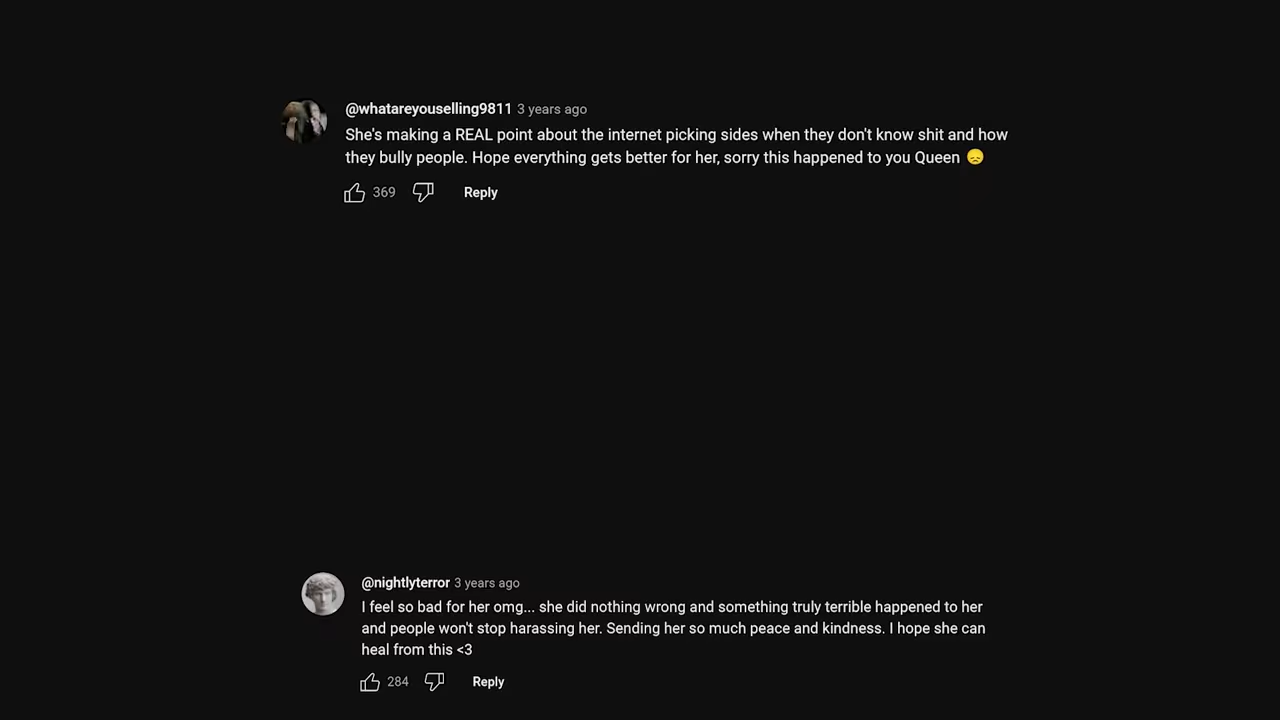 @whatareyouselling9811 3 years ago
She's making a REAL point about the internet picking sides when they don't know shit and how
they bully people. Hope everything gets better for her, sorry this happened to you Queen 😞
369 Reply
@nightlyterror 3 years ago
I feel so bad for her omg... she did nothing wrong and something truly terrible happened to her
and people won't stop harassing her. Sending her so much peace and kindness. I hope she can
heal from this <3
284 Reply